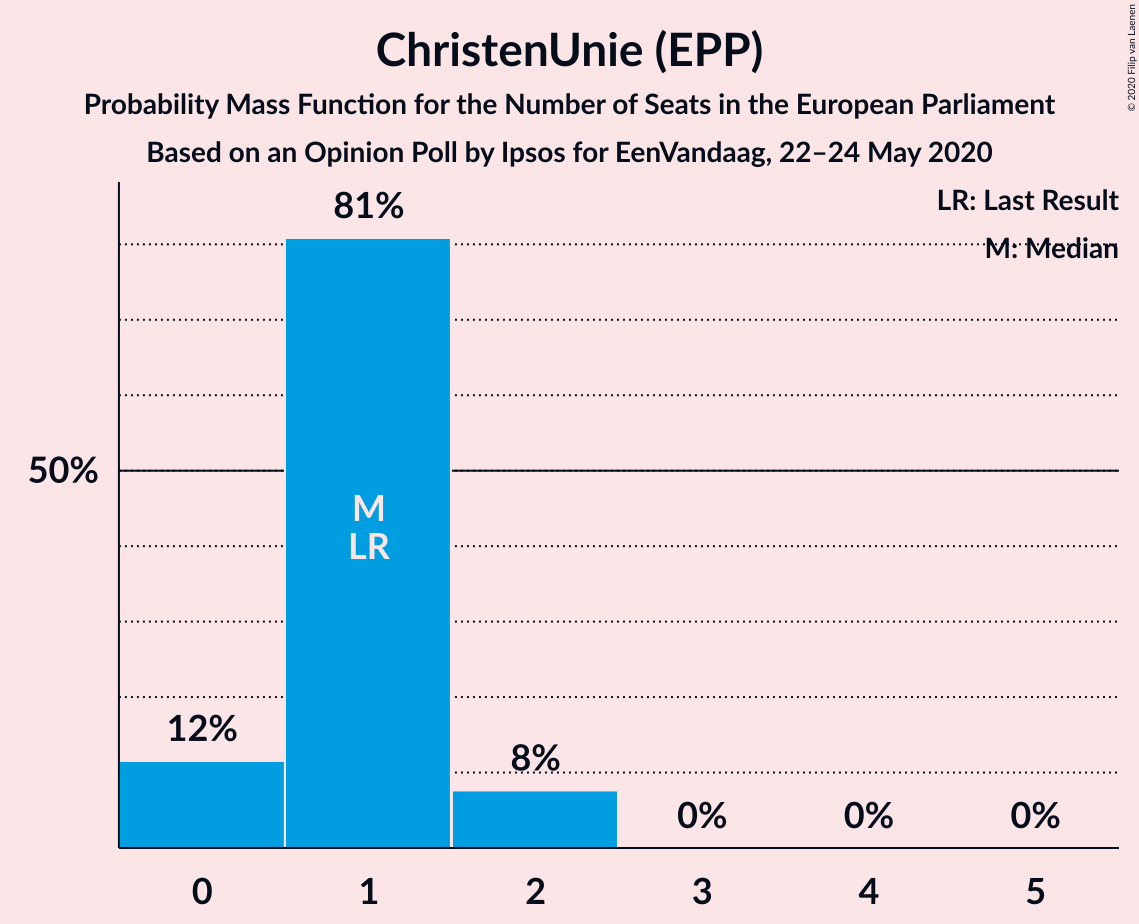 ChristenUnie (EPP)
Probability Mass Function for the Number of Seats in the European Parliament
Based on an Opinion Poll by Ipsos for EenVandaag, 22–24 May 2020
© 2020 Filip van Laenen
LR: Last Result
M: Median
81%
50%
M
LR
12%
8%
0%
0%
0%
0
1
2
3
4
5